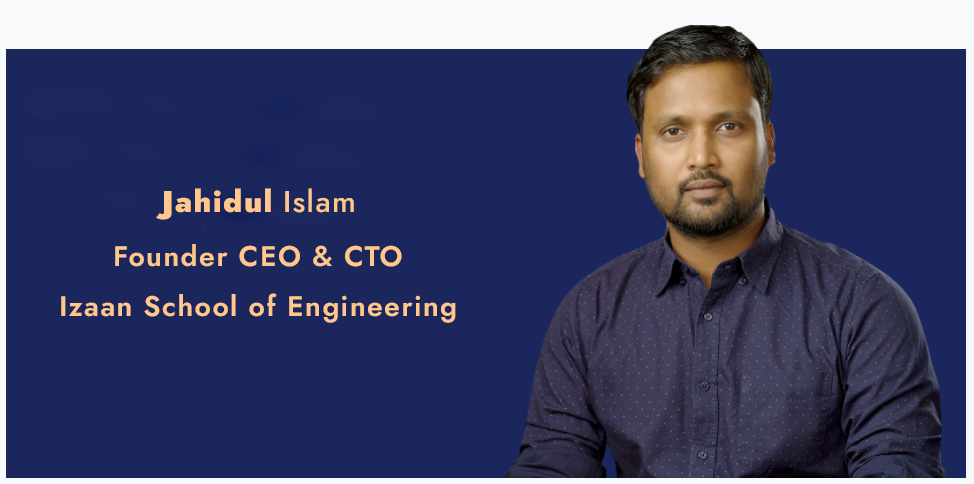 Jahidul Islam
Founder CEO & CTO
Izaan School of Engineering